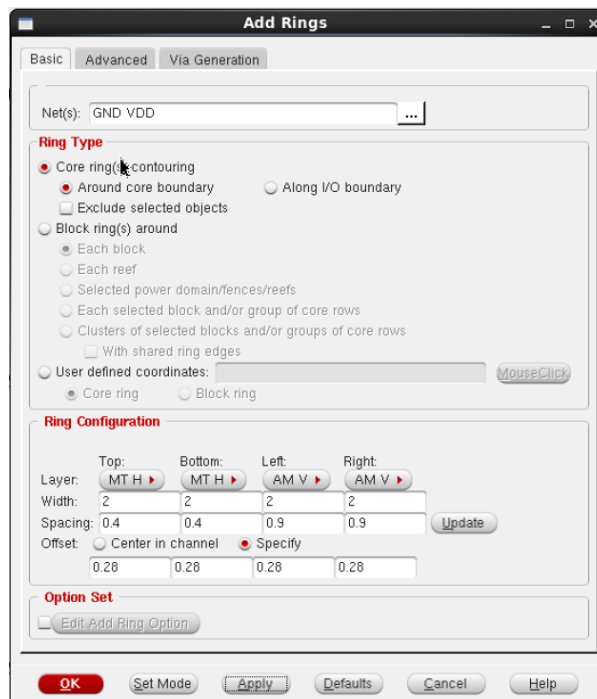 Add Rings
Basic Advanced Via Generation
Net(s): GND VDD ...
Ring Type
Core ring(s) contouring
Around core boundary Along I/O boundary
Exclude selected objects
Block ring(s) around
Each block
Each reef
Selected power domain/fences/reefs
Each selected block and/or group of core rows
Clusters of selected blocks and/or groups of core rows
With shared ring edges
User defined coordinates: MouseClick
Core ring Block ring
Ring Configuration
Top: Bottom: Left: Right:
Layer: MT H MT H AM V AM V
Width: 2 2 2 2
Spacing: 0.4 0.4 0.9 0.9 Update
Offset: Center in channel Specify
0.28 0.28 0.28 0.28
Option Set
Edit Add Ring Option
OK Set Mode Apply Defaults Cancel Help